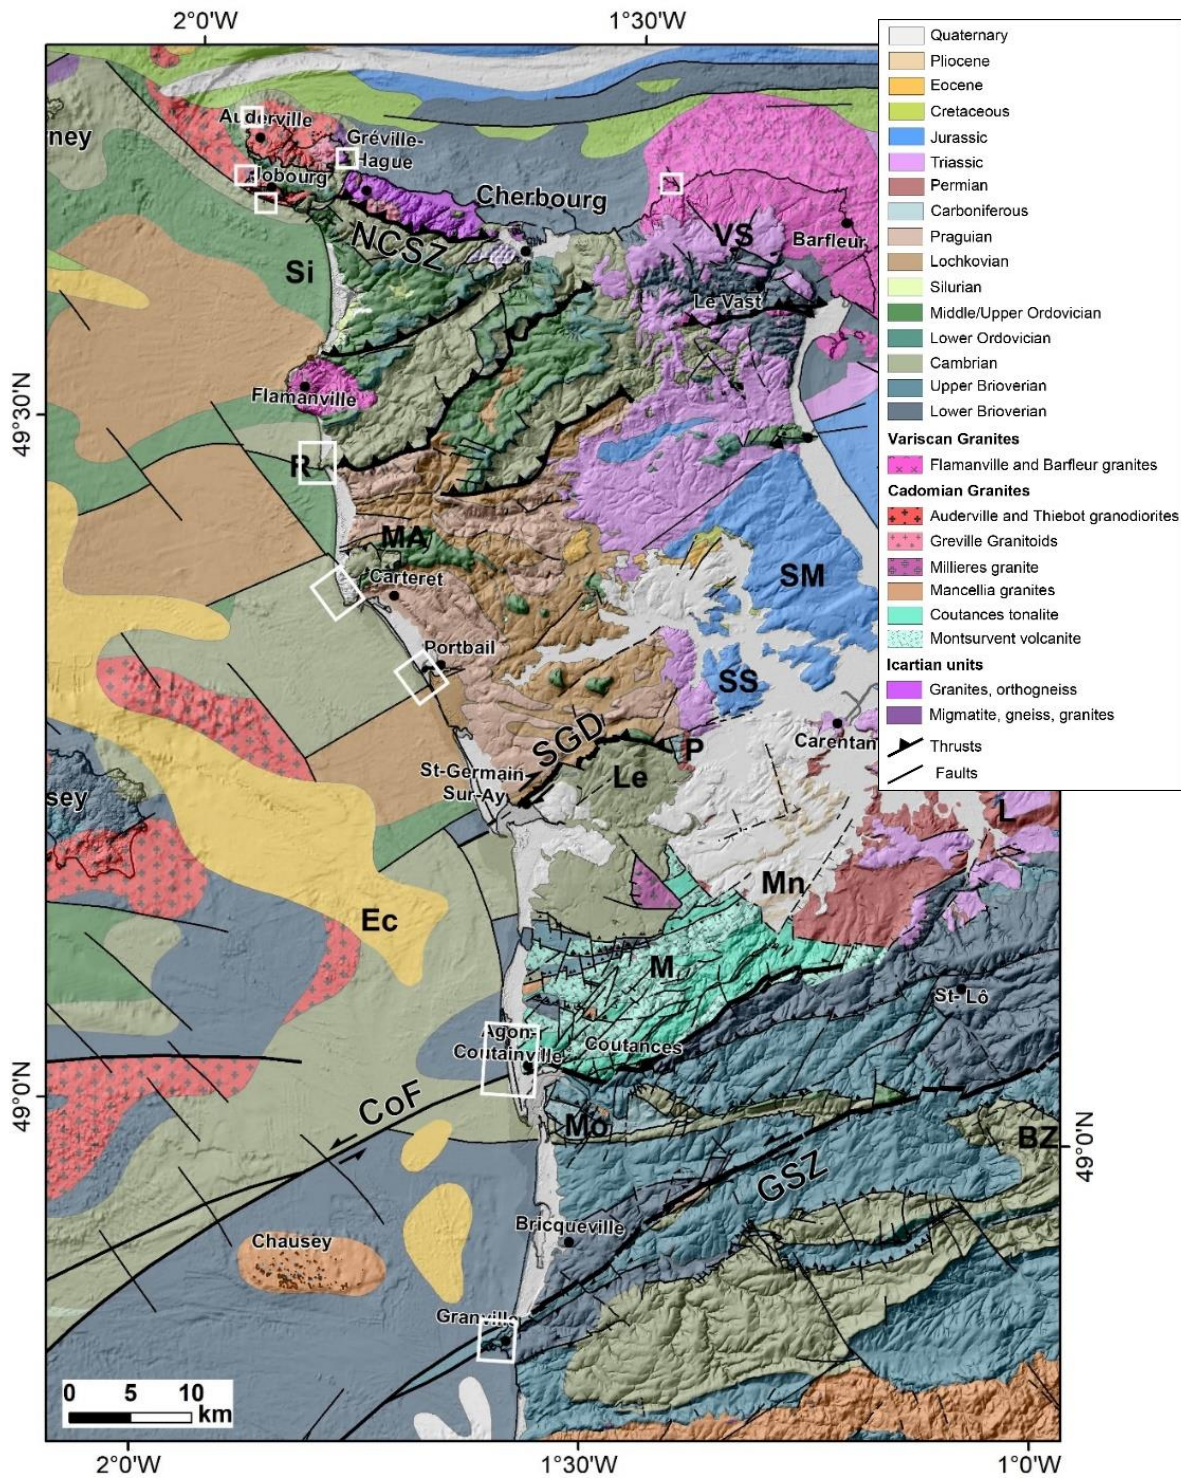 2°0'W
1°30'W
Quaternary
Pliocene
Eocene
Cretaceous
Jurassic
Triassic
Permian
Carboniferous
Praguian
Lochkovian
Silurian
Middle/Upper Ordovician
Lower Ordovician
Cambrian
Upper Brioverian
Lower Brioverian
Variscan Granites
Flamanville and Barfleur granites
Cadomian Granites
Auderville and Thiebot granodiorites
Greville Granitoids
Millieres granite
Mancellia granites
Coutances tonalite
Montsurvent volcanite
Icartian units
Granites, orthogneiss
Migmatite, gneiss, granites
Thrusts
Faults
Auderville
rney
Gréville-
Hague
Jobourg
Cherbourg
NCSZ
VS
Barfleur
Si
Le Vast
Flamanville
49°30'N
R
MA
Carteret
SM
Portbail
SS
SGD
P
Carentan
St-Germain
Sur-Ay
Le
sey
L
Mn
Ec
M
St- Lô
Agon-
Coutainville
Coutances
49°0'N
CoF
Mo
BZ
49°0'N
GSZ
Bricqueville
Chausey
Granville
0 5 10
km
2°0'W
1°30'W
1°0'W